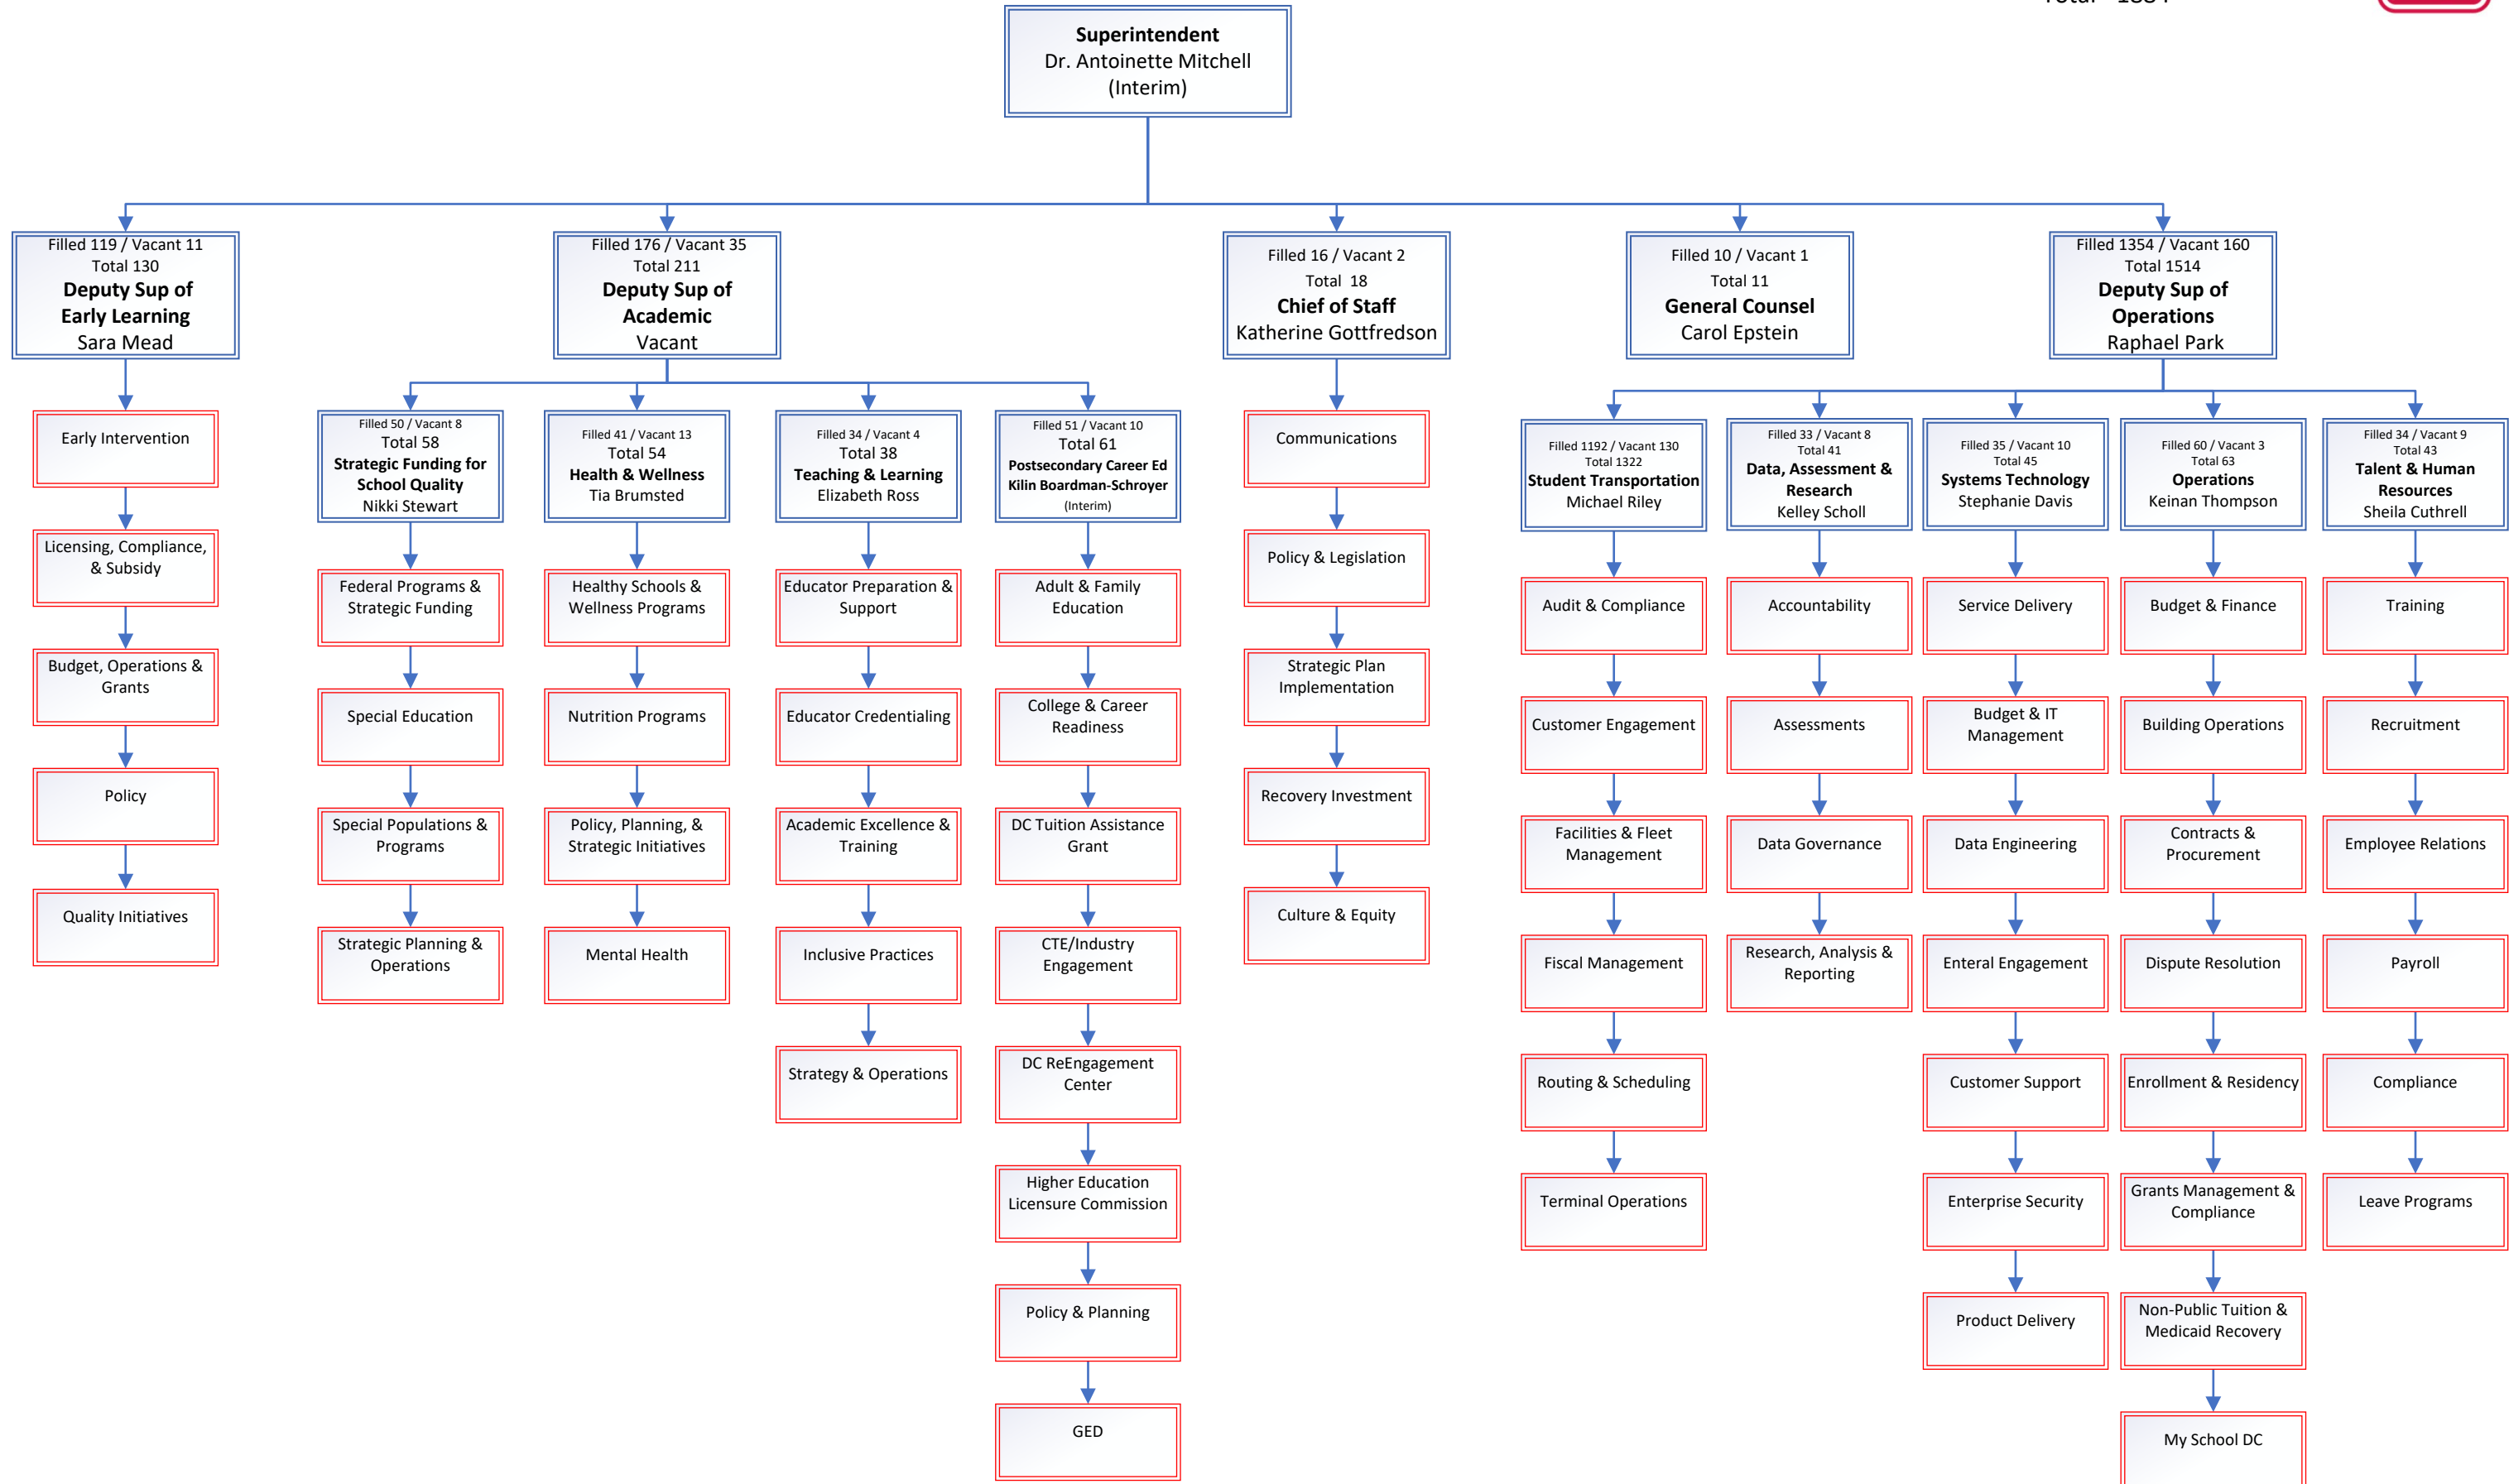 Superintendent
Dr. Antoinette Mitchell
(Interim)
Filled 119 / Vacant 11
Total 130
Deputy Sup of
Early Learning
Sara Mead
Early Intervention
Licensing, Compliance,
& Subsidy
Budget, Operations &
Grants
Policy
Quality Initiatives
Filled 176 / Vacant 35
Total 211
Deputy Sup of
Academic
Vacant
Filled 50 / Vacant 8
Total 58
Strategic Funding for
School Quality
Nikki Stewart
Federal Programs &
Strategic Funding
Special Education
Special Populations &
Programs
Strategic Planning &
Operations
Filled 41 / Vacant 13
Total 54
Health & Wellness
Tia Brumsted
Healthy Schools &
Wellness Programs
Nutrition Programs
Policy, Planning, &
Strategic Initiatives
Mental Health
Filled 34 / Vacant 4
Total 38
Teaching & Learning
Elizabeth Ross
Educator Preparation &
Support
Educator Credentialing
Academic Excellence &
Training
Inclusive Practices
Strategy & Operations
Filled 51 / Vacant 10
Total 61
Postsecondary Career Ed
Kilin Boardman-Schroyer
(Interim)
Adult & Family
Education
College & Career
Readiness
DC Tuition Assistance
Grant
CTE/Industry
Engagement
DC ReEngagement
Center
Higher Education
Licensure Commission
Policy & Planning
GED
Filled 16 / Vacant 2
Total 18
Chief of Staff
Katherine Gottfredson
Communications
Policy & Legislation
Strategic Plan
Implementation
Recovery Investment
Culture & Equity
Filled 10 / Vacant 1
Total 11
General Counsel
Carol Epstein
Filled 1354 / Vacant 160
Total 1514
Deputy Sup of
Operations
Raphael Park
Filled 1192 / Vacant 130
Total 1322
Student Transportation
Michael Riley
Audit & Compliance
Customer Engagement
Facilities & Fleet
Management
Fiscal Management
Routing & Scheduling
Terminal Operations
Filled 33 / Vacant 8
Total 41
Data, Assessment &
Research
Kelley Scholl
Accountability
Assessments
Data Governance
Research, Analysis &
Reporting
Filled 35 / Vacant 10
Total 45
Systems Technology
Stephanie Davis
Service Delivery
Budget & IT
Management
Data Engineering
Enteral Engagement
Customer Support
Enterprise Security
Product Delivery
Filled 60 / Vacant 3
Total 63
Operations
Keinan Thompson
Budget & Finance
Building Operations
Contracts &
Procurement
Dispute Resolution
Enrollment & Residency
Grants Management &
Compliance
Non-Public Tuition &
Medicaid Recovery
My School DC
Filled 34 / Vacant 9
Total 43
Talent & Human
Resources
Sheila Cuthrell
Training
Recruitment
Employee Relations
Payroll
Compliance
Leave Programs